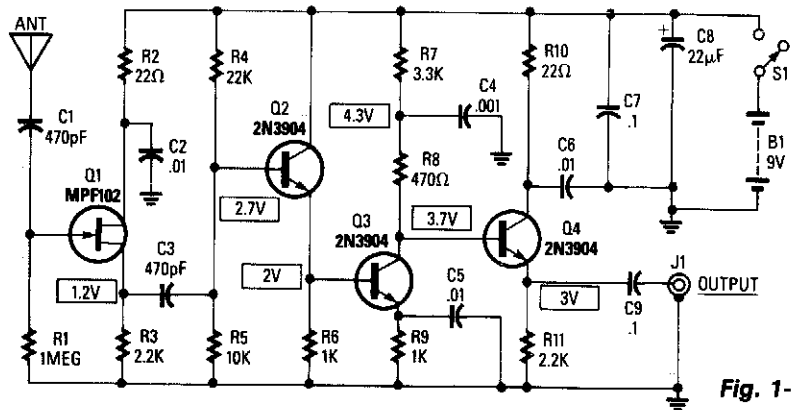 ANT
C1
470pF
Q1
MPF102
R1
1MEG
R2
22Ω
C2
.01
1.2V
R3
2.2K
C3
470pF
R4
22K
2.7V
R5
10K
Q2
2N3904
2V
R6
1K
R7
3.3K
4.3V
C4
.001
R8
470Ω
Q3
2N3904
3.7V
C5
.01
R9
1K
R10
22Ω
C6
.01
Q4
2N3904
3V
R11
2.2K
C7
.1
C8
+
22µF
C9
.1
S1
B1
9V
J1
OUTPUT
Fig. 1-